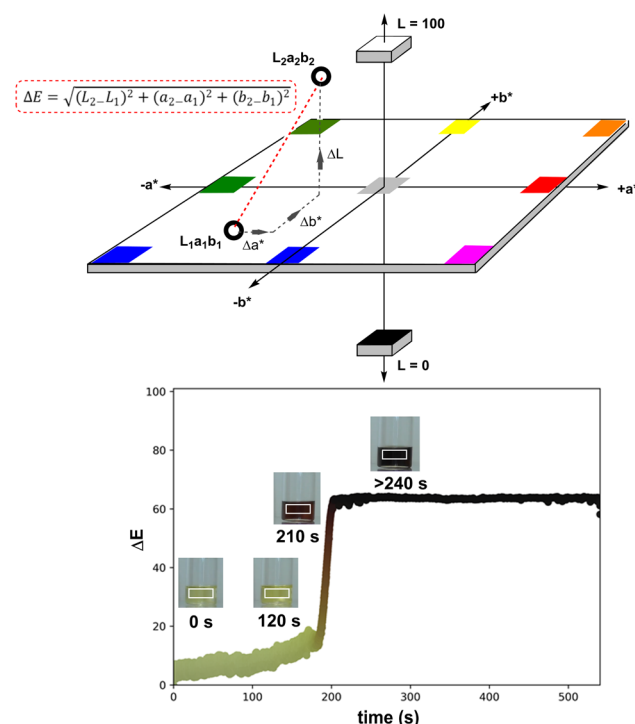 L = 100
L₂a₂b₂
ΔE = √(L₂₋L₁)² + (a₂₋a₁)² + (b₂₋b₁)²
+b*
ΔL
-a*
+a*
Δb*
L₁a₁b₁
Δa*
-b*
L = 0
100
80
60
40
20
0
ΔE
>240 s
210 s
0 s
120 s
0 100 200 300 400 500
time (s)